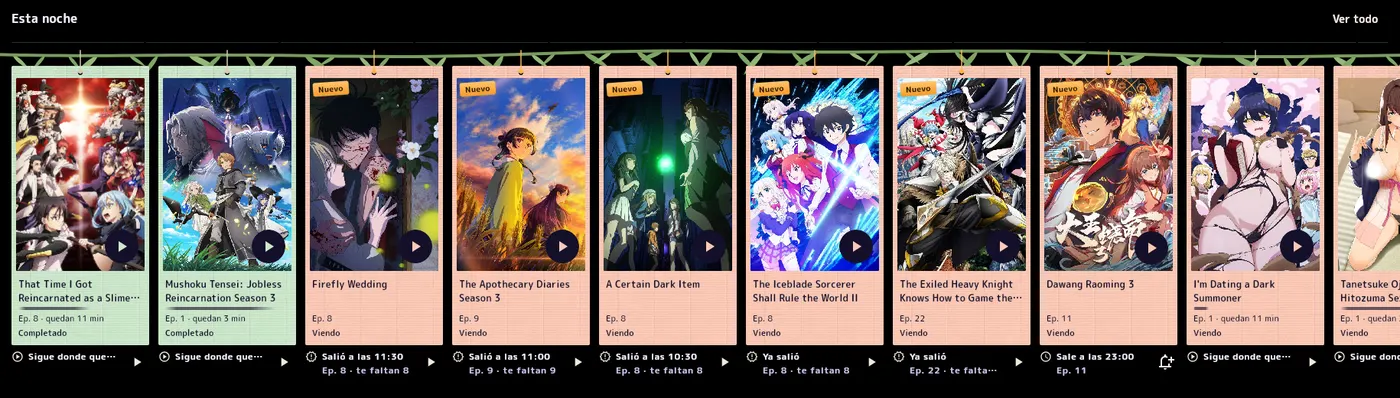 Esta noche
Ver todo
That Time I Got
Reincarnated as a Slime…
Ep. 8 · quedan 11 min
Completado
Sigue donde que…
Mushoku Tensei: Jobless
Reincarnation Season 3
Ep. 1 · quedan 3 min
Completado
Sigue donde que…
Nuevo
Firefly Wedding
Ep. 8
Viendo
Salió a las 11:30
Ep. 8 · te faltan 8
Nuevo
The Apothecary Diaries
Season 3
Ep. 9
Viendo
Salió a las 11:00
Ep. 9 · te faltan 9
Nuevo
A Certain Dark Item
Ep. 8
Viendo
Salió a las 10:30
Ep. 8 · te faltan 8
Nuevo
The Iceblade Sorcerer
Shall Rule the World II
Ep. 8
Viendo
Ya salió
Ep. 8 · te faltan 8
Nuevo
The Exiled Heavy Knight
Knows How to Game the…
Ep. 22
Viendo
Ya salió
Ep. 22 · te falta…
Nuevo
Dawang Raoming 3
Ep. 11
Viendo
Sale a las 23:00
Ep. 11
I'm Dating a Dark
Summoner
Ep. 1 · quedan 11 min
Viendo
Sigue donde que…
Tanetsuke O
Hitozuma Se
Ep. 1 · quedan
Viendo
Sigue don